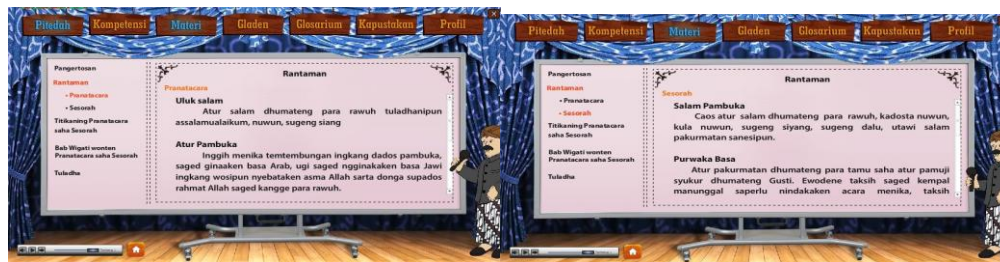 Pitedah Kompetensi Materi Gladen Glosarium Kapustakan Profil
Pangertosan
Rantaman
• Pranatacara
• Sesorah
Titikaning Pranatacara
saha Sesorah
Bab Wigati wonten
Pranatacara saha Sesorah
Tuladha
Rantaman
Pranatacara
Uluk salam
Atur salam dhumateng para rawuh tuladhanipun
assalamualaikum, nuwun, sugeng siang
Atur Pambuka
Inggih menika temtembungan ingkang dados pambuka,
saged ginaaken basa Arab, ugi saged ngginakaken basa Jawi
ingkang wosipun nyebataken asma Allah sarta donga supados
rahmat Allah saged kangge para rawuh.
Pitedah Kompetensi Materi Gladen Glosarium Kapustakan Profil
Pangertosan
Rantaman
• Pranatacara
• Sesorah
Titikaning Pranatacara
saha Sesorah
Bab Wigati wonten
Pranatacara saha Sesorah
Tuladha
Rantaman
Sesorah
Salam Pambuka
Caos atur salam dhumateng para rawuh, kadosta nuwun,
kula nuwun, sugeng siyang, sugeng dalu, utawi salam
pakurmatan sanesipun.
Purwaka Basa
Atur pakurmatan dhumateng para tamu saha atur pamuji
syukur dhumateng Gusti. Ewodene taksih saged kempal
manunggal saperlu nindakaken acara menika, taksih